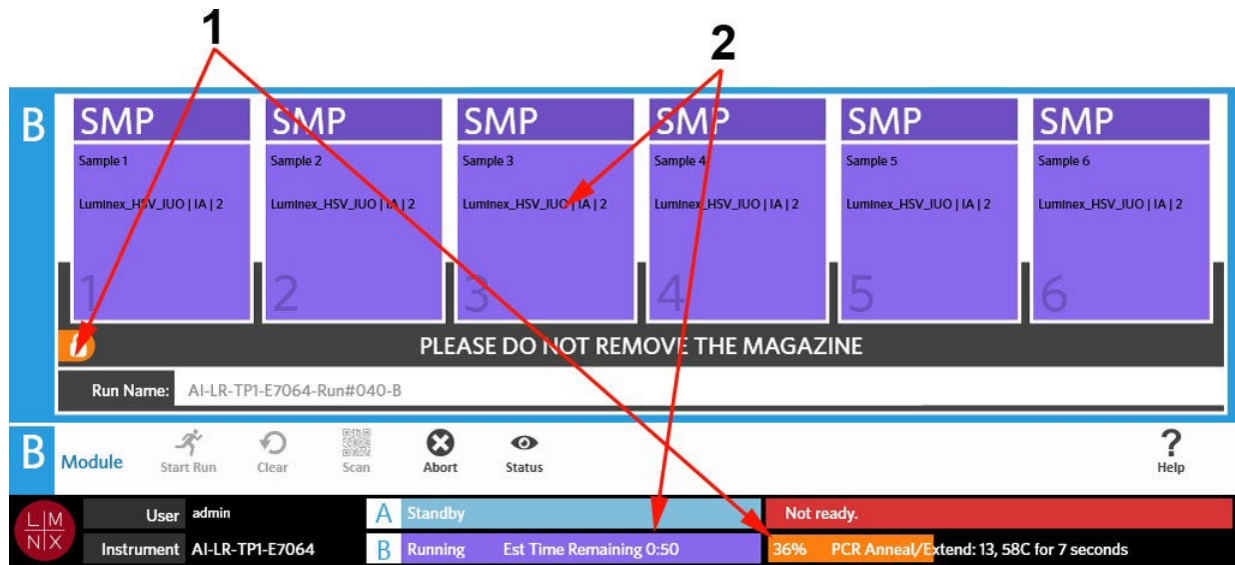 1
2
B
SMP SMP SMP SMP SMP SMP
Sample 1 Sample 2 Sample 3 Sample 4 Sample 5 Sample 6
Luminex_HSV_IUO | IA | 2 Luminex_HSV_IUO | IA | 2 Luminex_HSV_IUO | IA | 2 Luminex_HSV_IUO | IA | 2 Luminex_HSV_IUO | IA | 2 Luminex_HSV_IUO | IA | 2
1 2 3 4 5 6
PLEASE DO NOT REMOVE THE MAGAZINE
Run Name: AI-LR-TP1-E7064-Run#040-B
B Module Start Run Clear Scan Abort Status ? Help
L M N X
User admin A Standby Not ready.
Instrument AI-LR-TP1-E7064 B Running Est Time Remaining 0:50 36% PCR Anneal/Extend: 13, 58C for 7 seconds